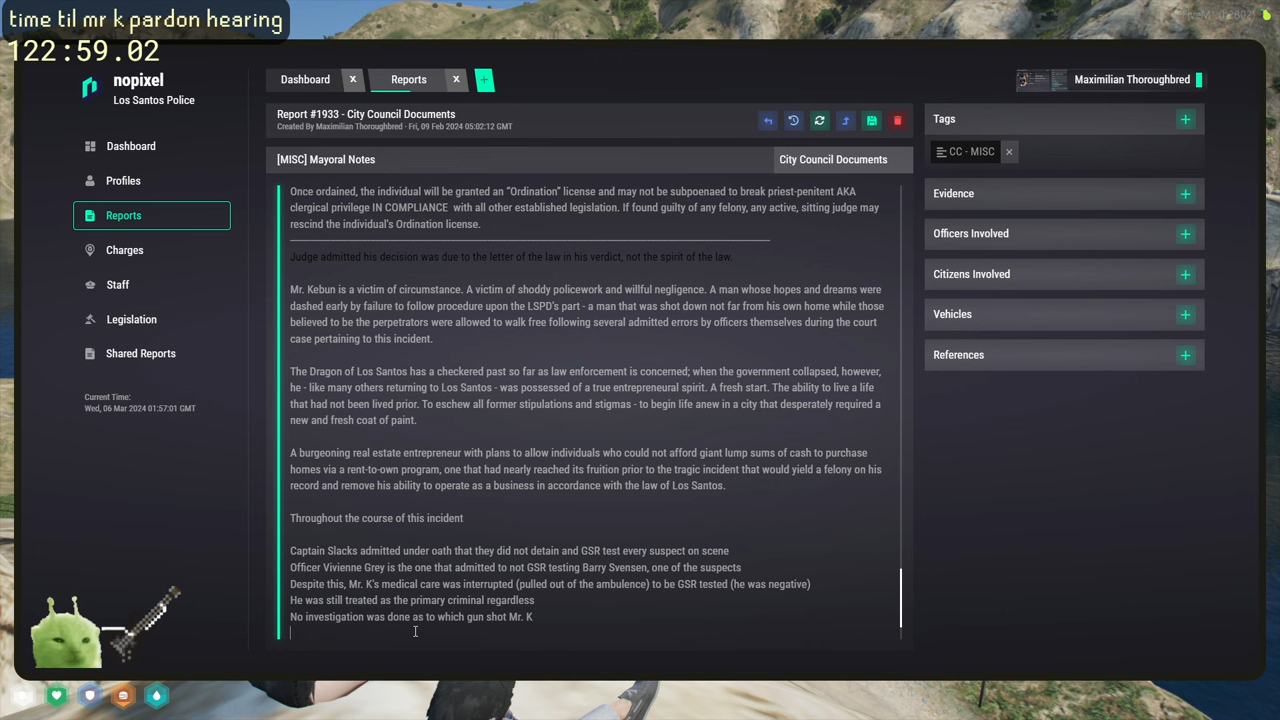 time til mr k pardon hearing
122:59.02
nopixel
Los Santos Police
Dashboard
Profiles
Reports
Charges
Staff
Legislation
Shared Reports
Current Time:
Wed, 06 Mar 2024 01:57:01 GMT
Dashboard x Reports x +
Maximilian Thoroughbred
Report #1933 - City Council Documents
Created By Maximilian Thoroughbred · Fri, 09 Feb 2024 05:02:12 GMT
[MISC] Mayoral Notes
City Council Documents
Once ordained, the individual will be granted an “Ordination” license and may not be subpoenaed to break priest-penitent AKA
clergical privilege IN COMPLIANCE with all other established legislation. If found guilty of any felony, any active, sitting judge may
rescind the individual's Ordination license.
Judge admitted his decision was due to the letter of the law in his verdict, not the spirit of the law.
Mr. Kebun is a victim of circumstance. A victim of shoddy policework and willful negligence. A man whose hopes and dreams were
dashed early by failure to follow procedure upon the LSPD's part - a man that was shot down not far from his own home while those
believed to be the perpetrators were allowed to walk free following several admitted errors by officers themselves during the court
case pertaining to this incident.
The Dragon of Los Santos has a checkered past so far as law enforcement is concerned; when the government collapsed, however,
he - like many others returning to Los Santos - was possessed of a true entrepreneurial spirit. A fresh start. The ability to live a life
that had not been lived prior. To eschew all former stipulations and stigmas - to begin life anew in a city that desperately required a
new and fresh coat of paint.
A burgeoning real estate entrepreneur with plans to allow individuals who could not afford giant lump sums of cash to purchase
homes via a rent-to-own program, one that had nearly reached its fruition prior to the tragic incident that would yield a felony on his
record and remove his ability to operate as a business in accordance with the law of Los Santos.
Throughout the course of this incident
Captain Slacks admitted under oath that they did not detain and GSR test every suspect on scene
Officer Vivienne Grey is the one that admitted to not GSR testing Barry Svensen, one of the suspects
Despite this, Mr. K's medical care was interrupted (pulled out of the ambulance) to be GSR tested (he was negative)
He was still treated as the primary criminal regardless
No investigation was done as to which gun shot Mr. K
Tags
CC - MISC x
Evidence
Officers Involved
Citizens Involved
Vehicles
References